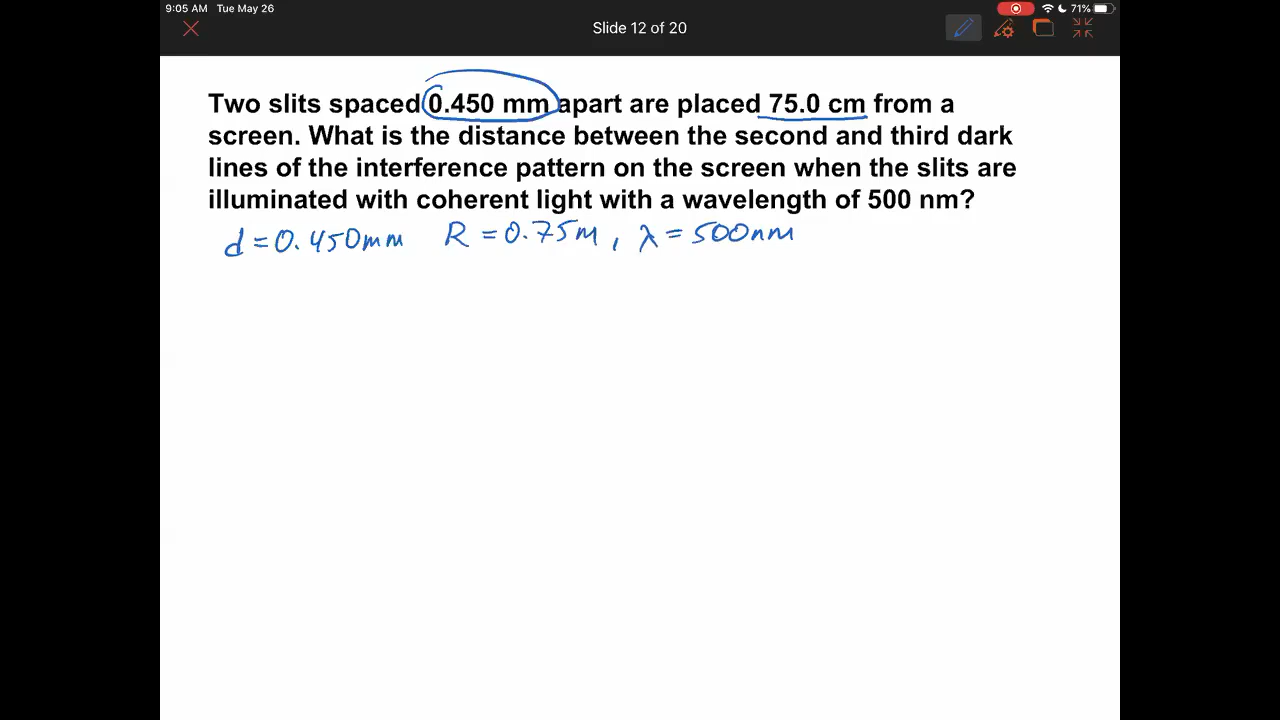 9:05 AM Tue May 26
71%
Slide 12 of 20
Two slits spaced 0.450 mm apart are placed 75.0 cm from a
screen. What is the distance between the second and third dark
lines of the interference pattern on the screen when the slits are
illuminated with coherent light with a wavelength of 500 nm?
d = 0.450mm R = 0.75m, λ = 500nm